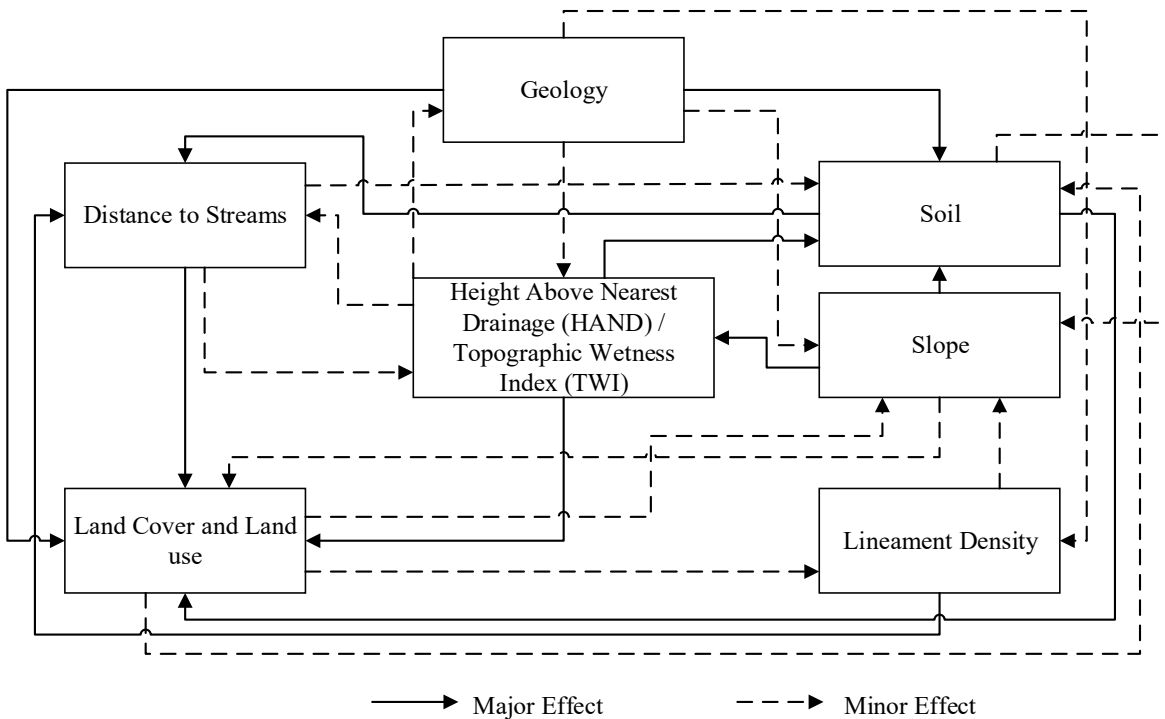 Geology
Distance to Streams
Soil
Height Above Nearest
Drainage (HAND) /
Topographic Wetness
Index (TWI)
Slope
Land Cover and Land
use
Lineament Density
Major Effect
Minor Effect